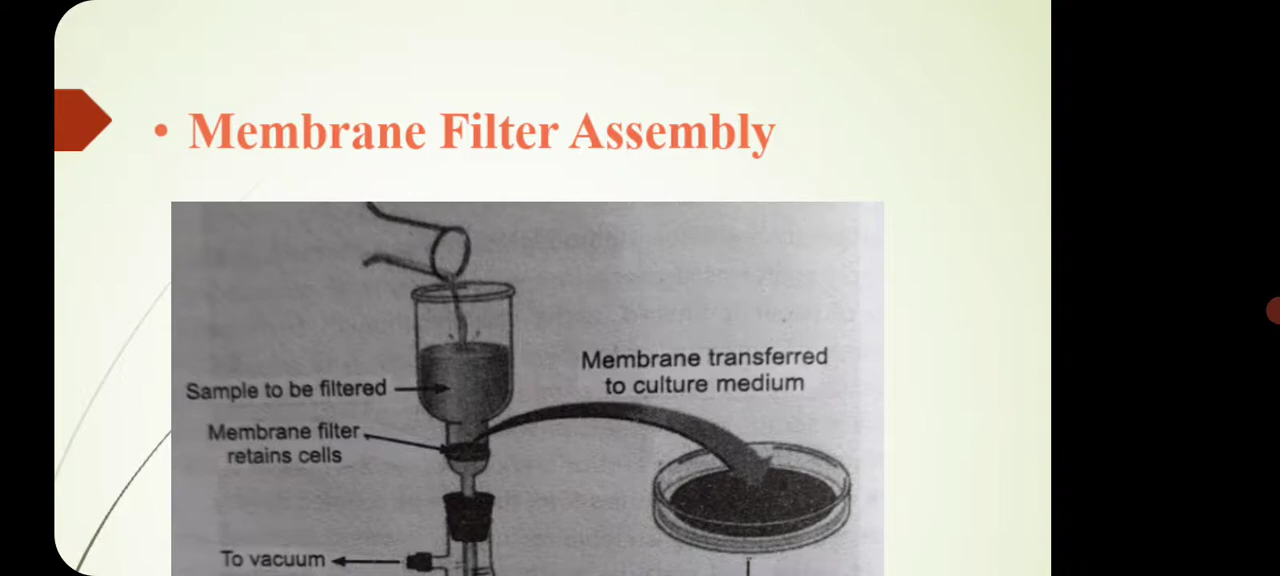 • Membrane Filter Assembly
Membrane transferred
to culture medium
Sample to be filtered
Membrane filter
retains cells
To vacuum